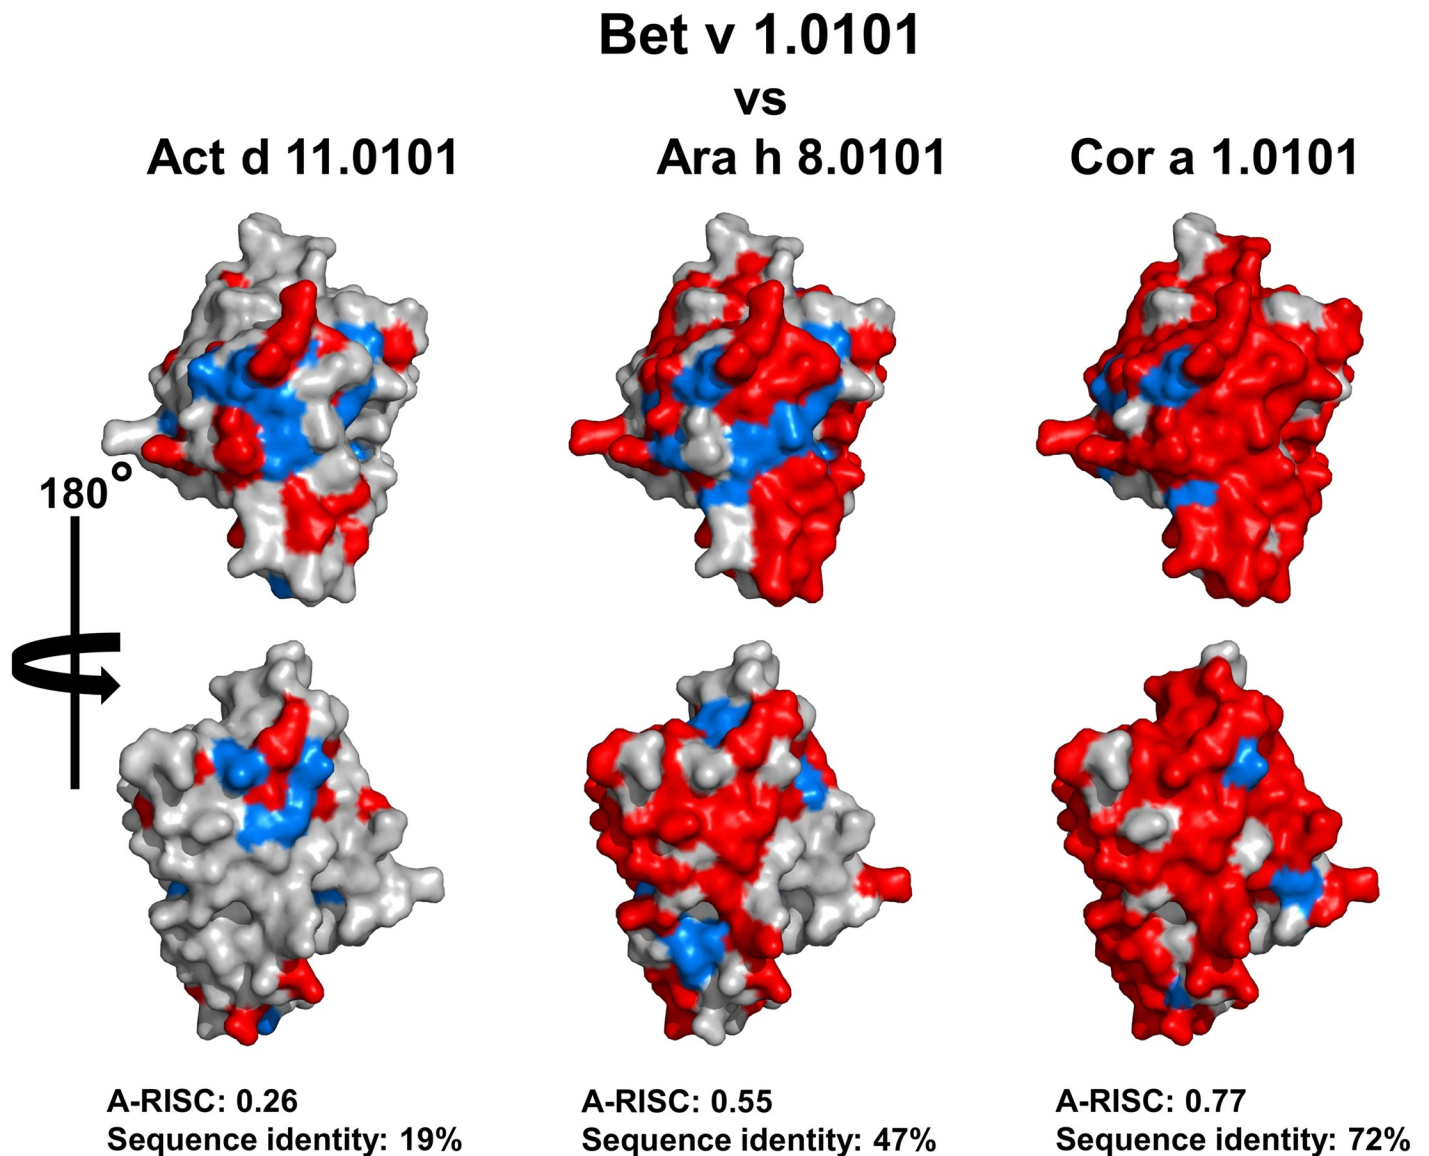 Bet v 1.0101
vs
Act d 11.0101
Ara h 8.0101
Cor a 1.0101
180°
A-RISC: 0.26
Sequence identity: 19%
A-RISC: 0.55
Sequence identity: 47%
A-RISC: 0.77
Sequence identity: 72%